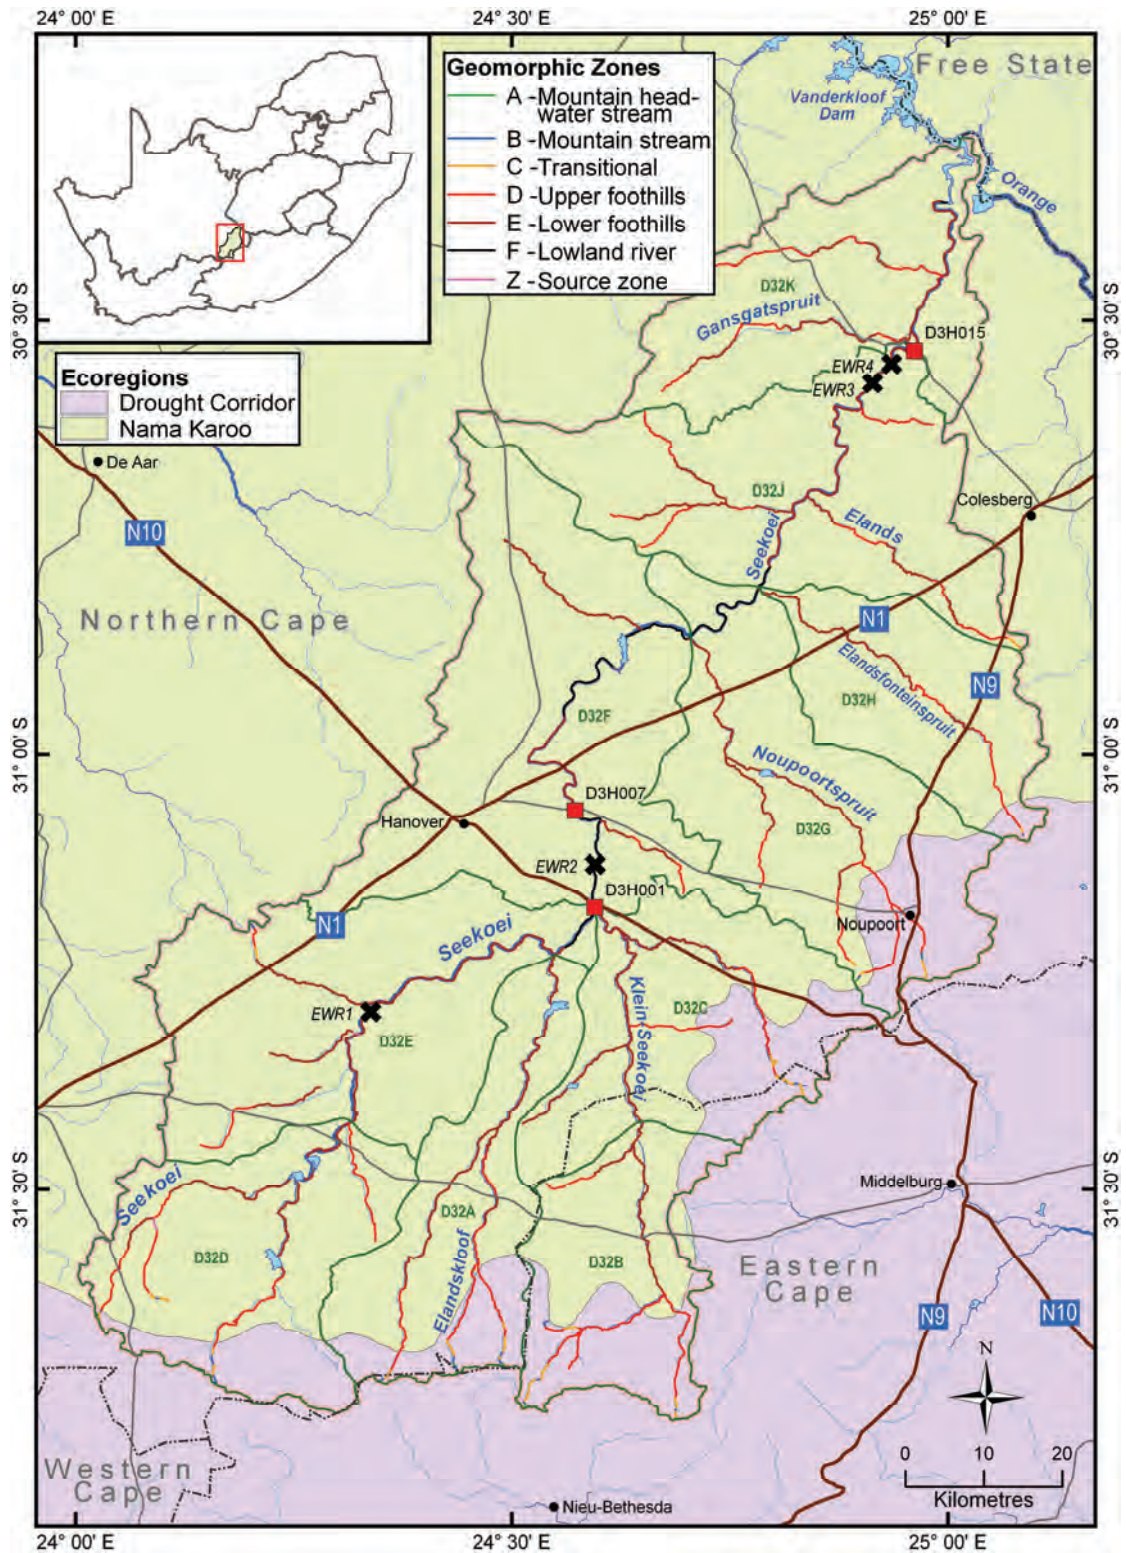 24° 00' E
24° 30' E
25° 00' E
Geomorphic Zones
A -Mountain head-
water stream
B -Mountain stream
C -Transitional
D -Upper foothills
E -Lower foothills
F -Lowland river
Z -Source zone
Free State
Vanderkloof
Dam
Orange
D32K
Gansgatspruit
30° 30' S
30° 30' S
D3H015
EWR4
EWR3
Ecoregions
Drought Corridor
Nama Karoo
De Aar
N10
D32J
Seekoei
Elands
Colesberg
Northern Cape
N1
N9
Elandsfonteinspruit
D32H
D32F
31° 00' S
31° 00' S
Noupoortspruit
D3H007
Hanover
D32G
EWR2
D3H001
Noupoort
N1
Seekoei
Klein-Seekoei
D32C
EWR1
D32E
31° 30' S
31° 30' S
Seekoei
Middelburg
D32A
D32D
Elandskloof
D32B
Eastern
Cape
N9
N10
N
0 10 20
Kilometres
Western
Cape
Nieu-Bethesda
24° 00' E
24° 30' E
25° 00' E